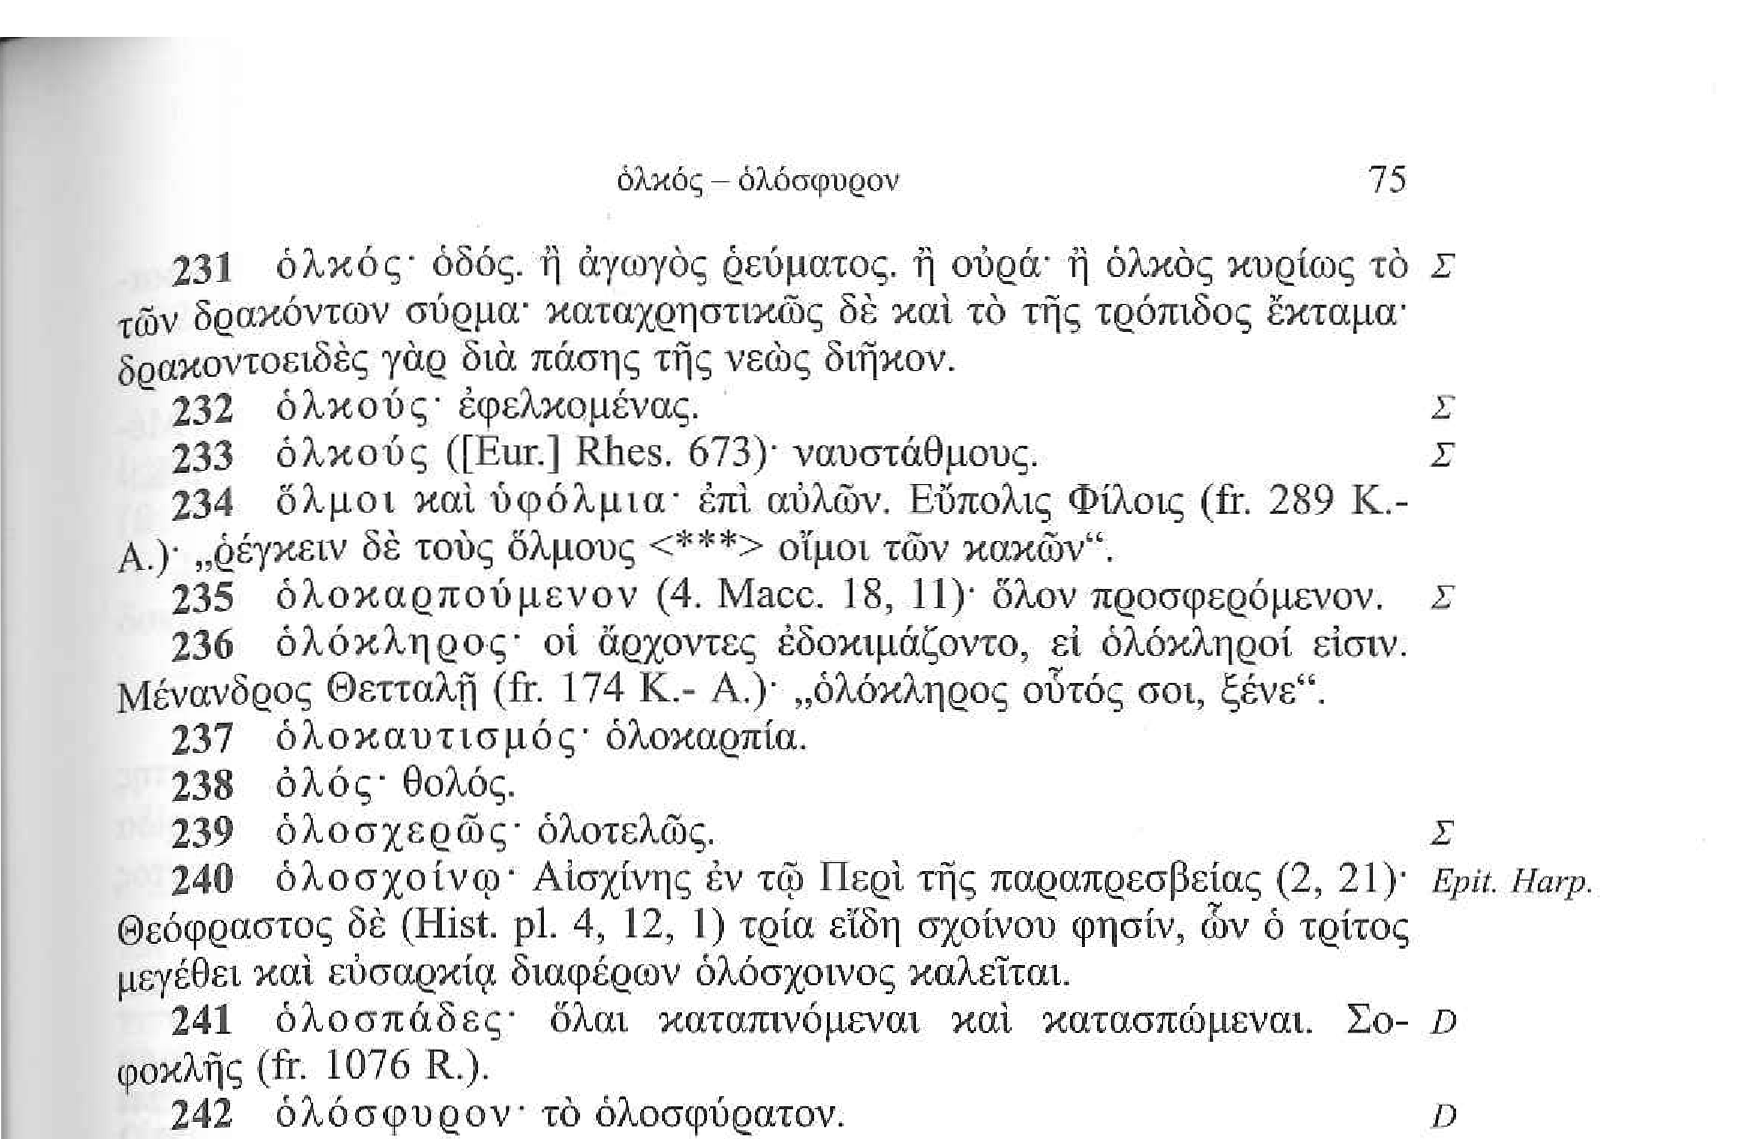 ὁλκός – ὁλόσφυρον 75
231 ὁλκός· ὁδός. ἢ ἀγωγὸς ῥεύματος. ἢ οὐρά· ἢ ὁλκὸς κυρίως τὸ Σ
τῶν δρακόντων σύρμα· καταχρηστικῶς δὲ καὶ τὸ τῆς τρόπιδος ἔκταμα·
δρακοντοειδὲς γὰρ διὰ πάσης τῆς νεὼς διῆκον.
232 ὁλκούς· ἐφελκομένας. Σ
233 ὁλκούς ([Eur.] Rhes. 673)· ναυστάθμους. Σ
234 ὅλμοι καὶ ὑφόλμια· ἐπὶ αὐλῶν. Εὔπολις Φίλοις (fr. 289 K.-
A.)· „ῥέγκειν δὲ τοὺς ὅλμους <***> οἴμοι τῶν κακῶν“.
235 ὁλοκαρπούμενον (4. Macc. 18, 11)· ὅλον προσφερόμενον. Σ
236 ὁλόκληρος· οἱ ἄρχοντες ἐδοκιμάζοντο, εἰ ὁλόκληροί εἰσιν.
Μένανδρος Θετταλῇ (fr. 174 K.- A.)· „ὁλόκληρος οὗτός σοι, ξένε“.
237 ὁλοκαυτισμός· ὁλοκαρπία.
238 ὀλός· θολός.
239 ὁλοσχερῶς· ὁλοτελῶς. Σ
240 ὁλοσχοίνῳ· Αἰσχίνης ἐν τῷ Περὶ τῆς παραπρεσβείας (2, 21)· Epit. Harp.
Θεόφραστος δὲ (Hist. pl. 4, 12, 1) τρία εἴδη σχοίνου φησίν, ὧν ὁ τρίτος
μεγέθει καὶ εὐσαρκίᾳ διαφέρων ὁλόσχοινος καλεῖται.
241 ὁλοσπάδες· ὅλαι καταπινόμεναι καὶ κατασπώμεναι. Σο- D
φοκλῆς (fr. 1076 R.).
242 ὁλόσφυρον· τὸ ὁλοσφύρατον. D